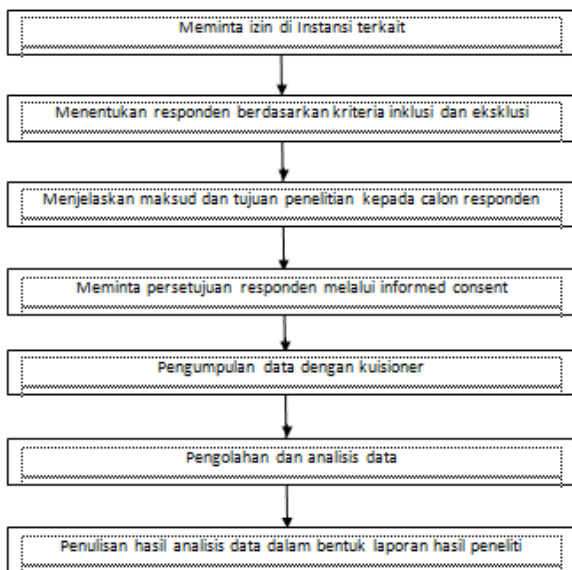 Meminta izin di Instansi terkait
Menentukan responden berdasarkan kriteria inklusi dan eksklusi
Menjelaskan maksud dan tujuan penelitian kepada calon responden
Meminta persetujuan responden melalui informed consent
Pengumpulan data dengan kuisioner
Pengolahan dan analisis data
Penulisan hasil analisis data dalam bentuk laporan hasil peneliti